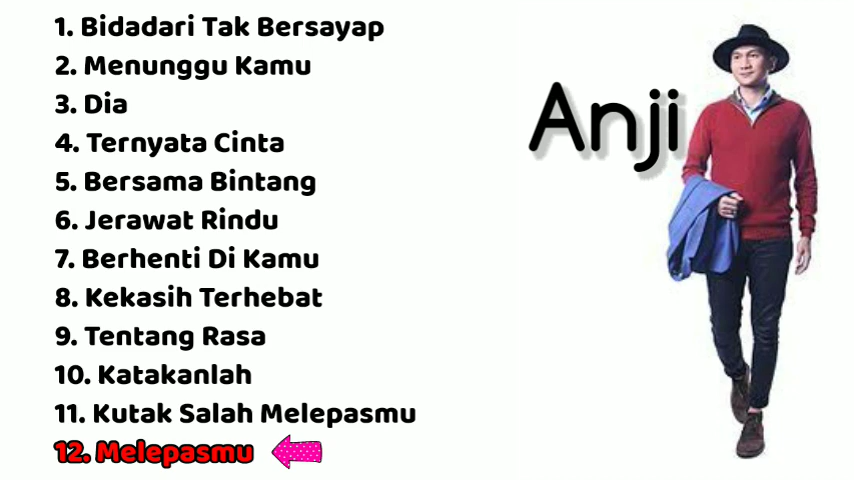 1. Bidadari Tak Bersayap
2. Menunggu Kamu
3. Dia
4. Ternyata Cinta
5. Bersama Bintang
6. Jerawat Rindu
7. Berhenti Di Kamu
8. Kekasih Terhebat
9. Tentang Rasa
10. Katakanlah
11. Kutak Salah Melepasmu
12. Melepasmu
Anji